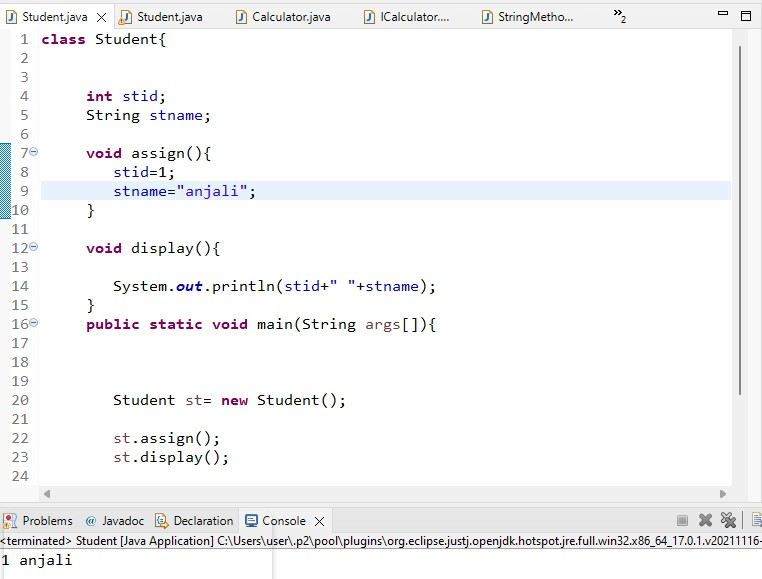 Student.java Student.java Calculator.java ICalculator.... StringMetho... »2
1 class Student{
2
3
4 int stid;
5 String stname;
6
7 void assign(){
8 stid=1;
9 stname="anjali";
10 }
11
12 void display(){
13
14 System.out.println(stid+" "+stname);
15 }
16 public static void main(String args[]){
17
18
19
20 Student st= new Student();
21
22 st.assign();
23 st.display();
24
Problems @ Javadoc Declaration Console
<terminated> Student [Java Application] C:\Users\user\.p2\pool\plugins\org.eclipse.justj.openjdk.hotspot.jre.full.win32.x86_64_17.0.1.v20211116-
1 anjali